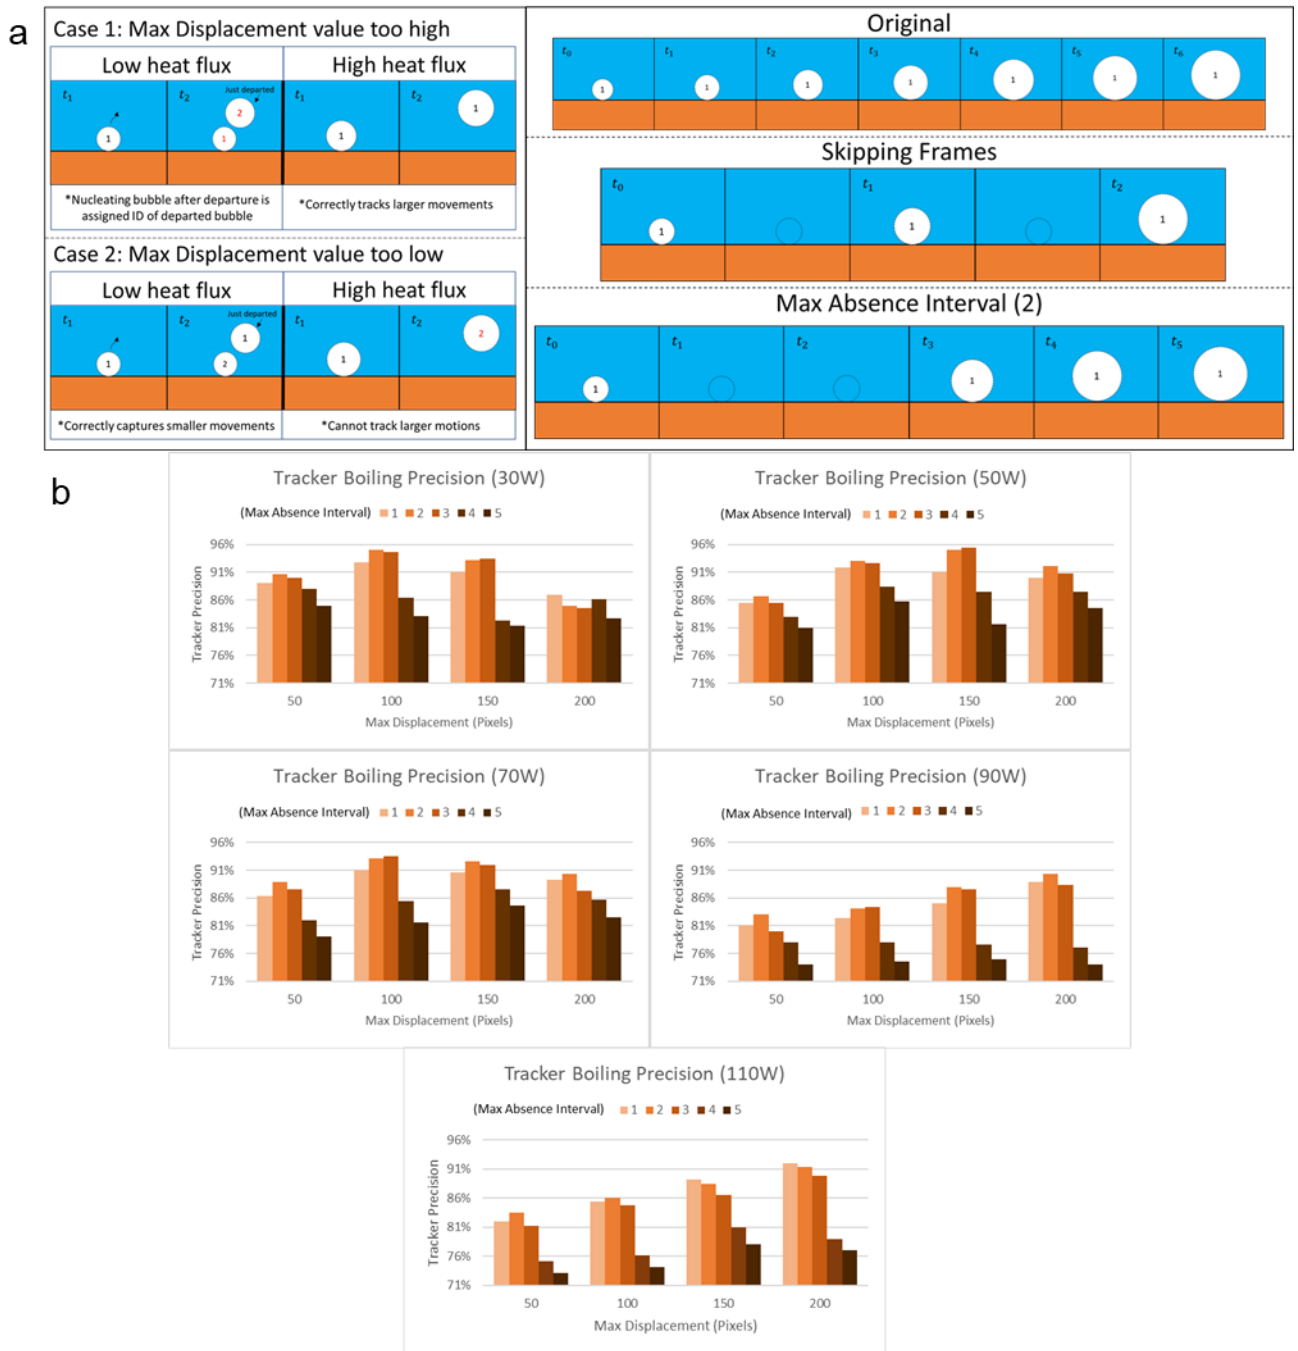 a
Case 1: Max Displacement value too high
Low heat flux
High heat flux
t₁
t₂
Just departed
t₁
t₂
1
2
1
1
1
*Nucleating bubble after departure is
assigned ID of departed bubble
*Correctly tracks larger movements
Case 2: Max Displacement value too low
Low heat flux
High heat flux
t₁
t₂
Just departed
t₁
t₂
1
1
2
1
2
*Correctly captures smaller movements
*Cannot track larger motions
Original
t₀ t₁ t₂ t₃ t₄ t₅ t₆
1 1 1 1 1 1 1
Skipping Frames
t₀ t₁ t₂
1 1 1
Max Absence Interval (2)
t₀ t₁ t₂ t₃ t₄ t₅
1 1 1 1
b
Tracker Boiling Precision (30W)
(Max Absence Interval) 1 2 3 4 5
96%
91%
86%
81%
76%
71%
Tracker Precision
50 100 150 200
Max Displacement (Pixels)
Tracker Boiling Precision (50W)
(Max Absence Interval) 1 2 3 4 5
96%
91%
86%
81%
76%
71%
Tracker Precision
50 100 150 200
Max Displacement (Pixels)
Tracker Boiling Precision (70W)
(Max Absence Interval) 1 2 3 4 5
96%
91%
86%
81%
76%
71%
Tracker Precision
50 100 150 200
Max Displacement (Pixels)
Tracker Boiling Precision (90W)
(Max Absence Interval) 1 2 3 4 5
96%
91%
86%
81%
76%
71%
Tracker Precision
50 100 150 200
Max Displacement (Pixels)
Tracker Boiling Precision (110W)
(Max Absence Interval) 1 2 3 4 5
96%
91%
86%
81%
76%
71%
Tracker Precision
50 100 150 200
Max Displacement (Pixels)